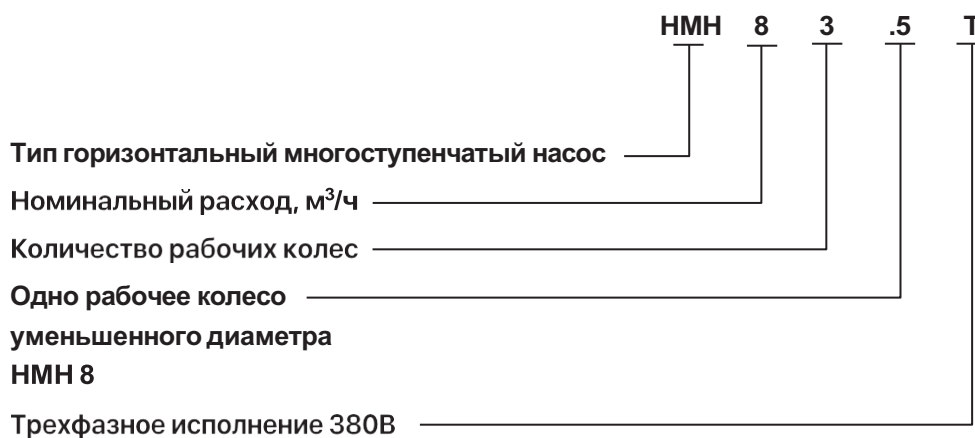 НМН 8 3 .5 Т
Тип горизонтальный многоступенчатый насос
Номинальный расход, м³/ч
Количество рабочих колес
Одно рабочее колесо
уменьшенного диаметра
НМН 8
Трехфазное исполнение 380В